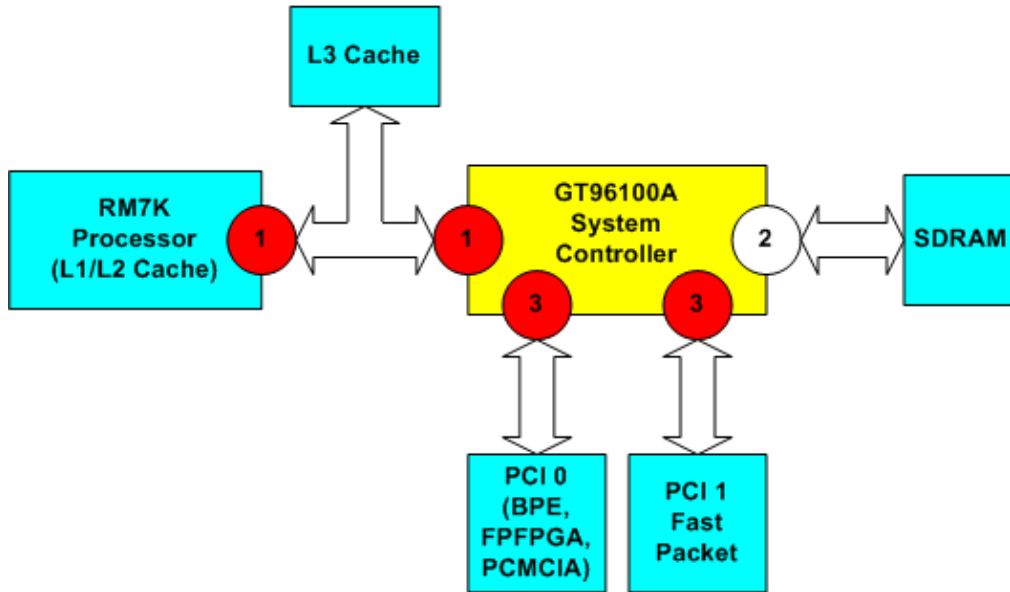 L3 Cache
RM7K
Processor
(L1/L2 Cache)
1
1
GT96100A
System
Controller
2
SDRAM
3
3
PCI 0
(BPE,
FPFPGA,
PCMCIA)
PCI 1
Fast
Packet